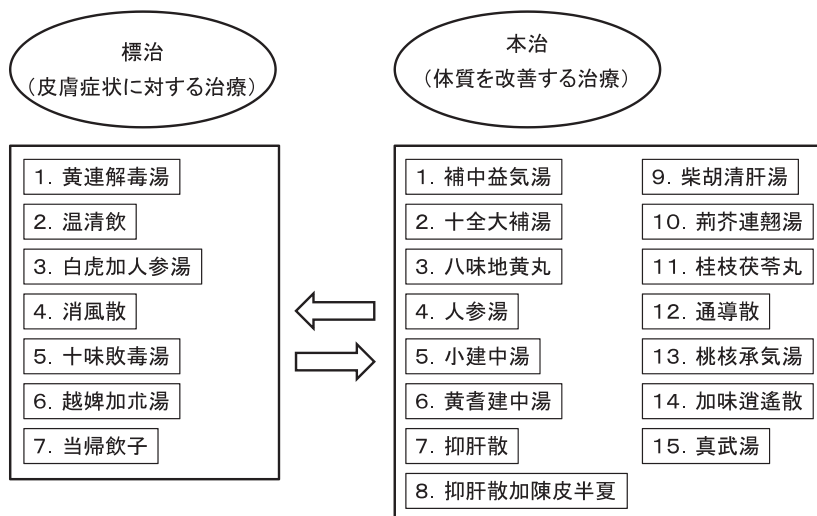 標治
（皮膚症状に対する治療）
本治
（体質を改善する治療）
1. 黄連解毒湯
2. 温清飲
3. 白虎加人参湯
4. 消風散
5. 十味敗毒湯
6. 越婢加朮湯
7. 当帰飲子
1. 補中益気湯
2. 十全大補湯
3. 八味地黄丸
4. 人参湯
5. 小建中湯
6. 黄耆建中湯
7. 抑肝散
8. 抑肝散加陳皮半夏
9. 柴胡清肝湯
10. 荊芥連翹湯
11. 桂枝茯苓丸
12. 通導散
13. 桃核承気湯
14. 加味逍遙散
15. 真武湯